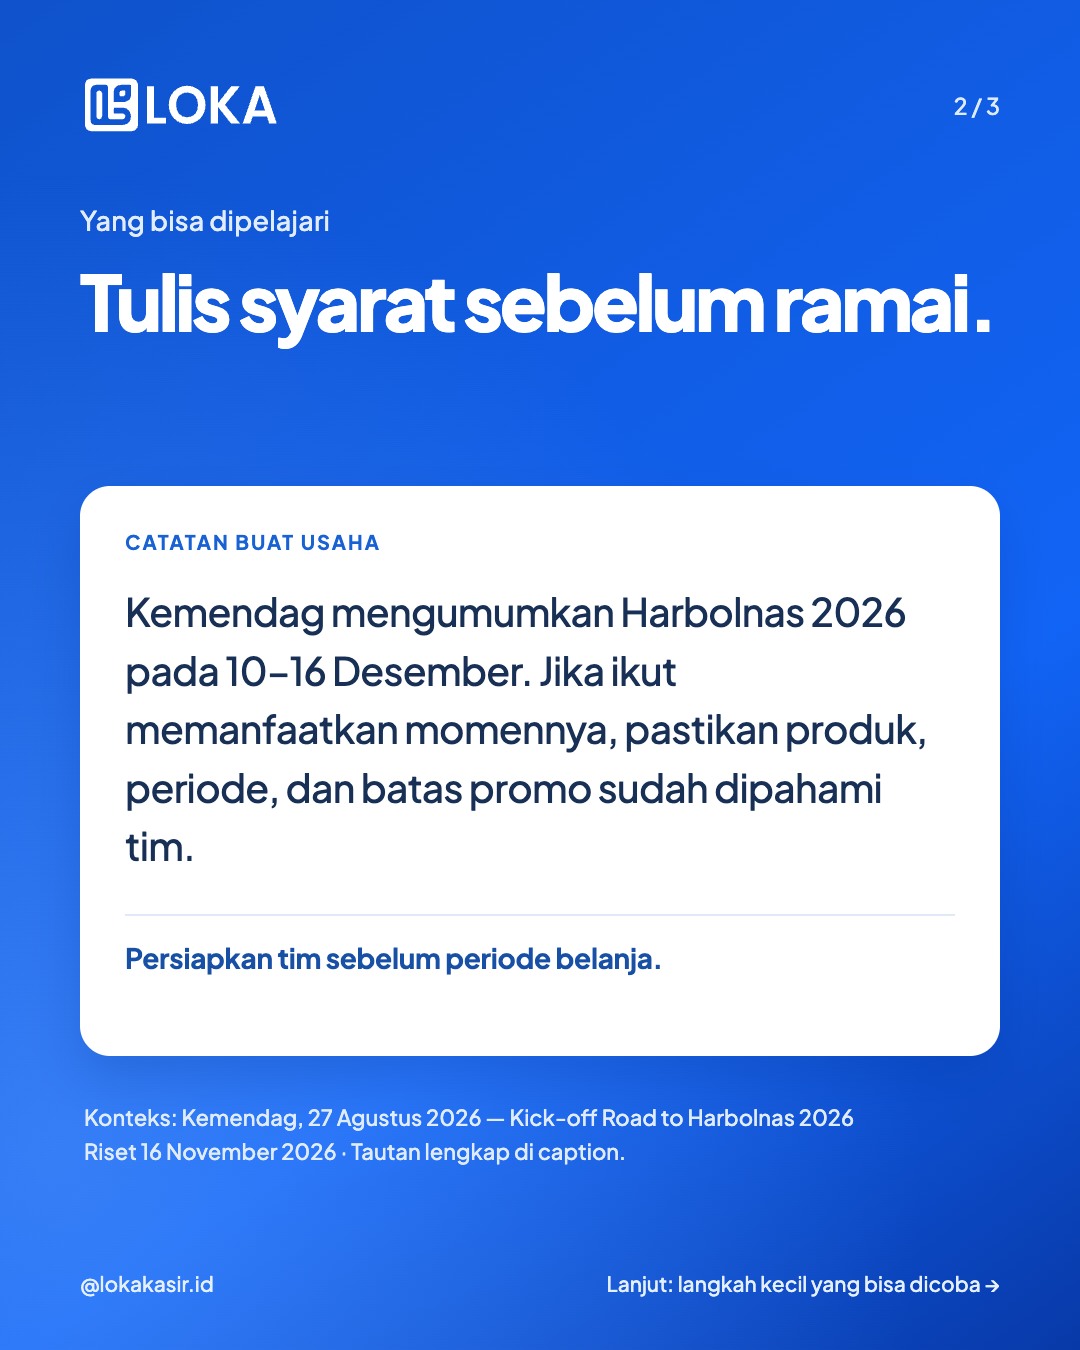 LOKA
2 / 3
Yang bisa dipelajari
Tulis syarat sebelum ramai.
CATATAN BUAT USAHA
Kemendag mengumumkan Harbolnas 2026
pada 10–16 Desember. Jika ikut
memanfaatkan momennya, pastikan produk,
periode, dan batas promo sudah dipahami
tim.
Persiapkan tim sebelum periode belanja.
Konteks: Kemendag, 27 Agustus 2026 — Kick-off Road to Harbolnas 2026
Riset 16 November 2026 · Tautan lengkap di caption.
@lokakasir.id
Lanjut: langkah kecil yang bisa dicoba →